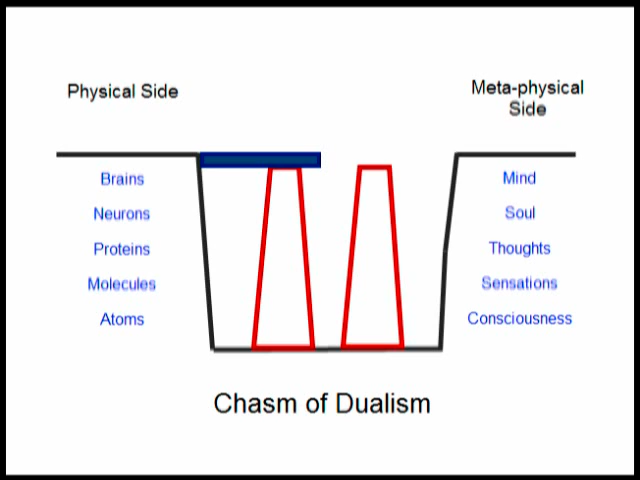 Physical Side
Meta-physical
Side
Brains
Neurons
Proteins
Molecules
Atoms
Mind
Soul
Thoughts
Sensations
Consciousness
Chasm of Dualism